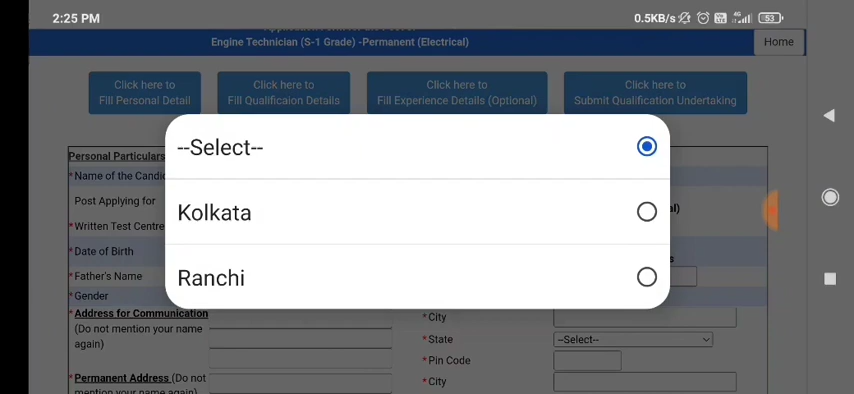 2:25 PM
0.5KB/s
4G
53
Engine Technician (S-1 Grade) -Permanent (Electrical)
Home
Click here to
Fill Personal Detail
Click here to
Fill Qualificaion Details
Click here to
Fill Experience Details (Optional)
Click here to
Submit Qualification Undertaking
--Select--
Kolkata
Ranchi
Personal Particulars
*Name of the
Post Applying for
*Written Test Centre
*Date of Birth
*Father's Name
*Gender
*Address for Communication
(Do not mention your name
again)
*City
*State
--Select--
*Pin Code
*Permanent Address (Do not
mention your name again)
*City